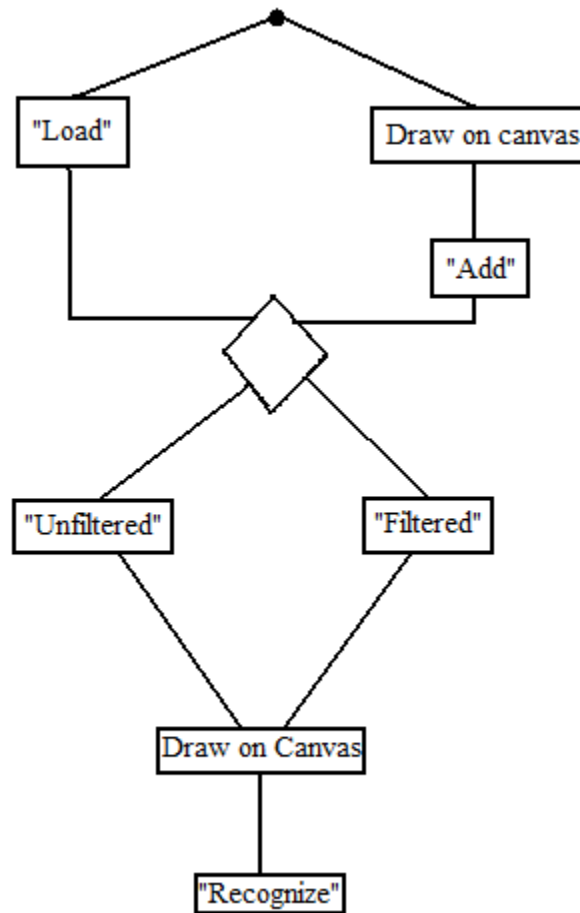 "Load"
Draw on canvas
"Add"
"Unfiltered"
"Filtered"
Draw on Canvas
"Recognize"